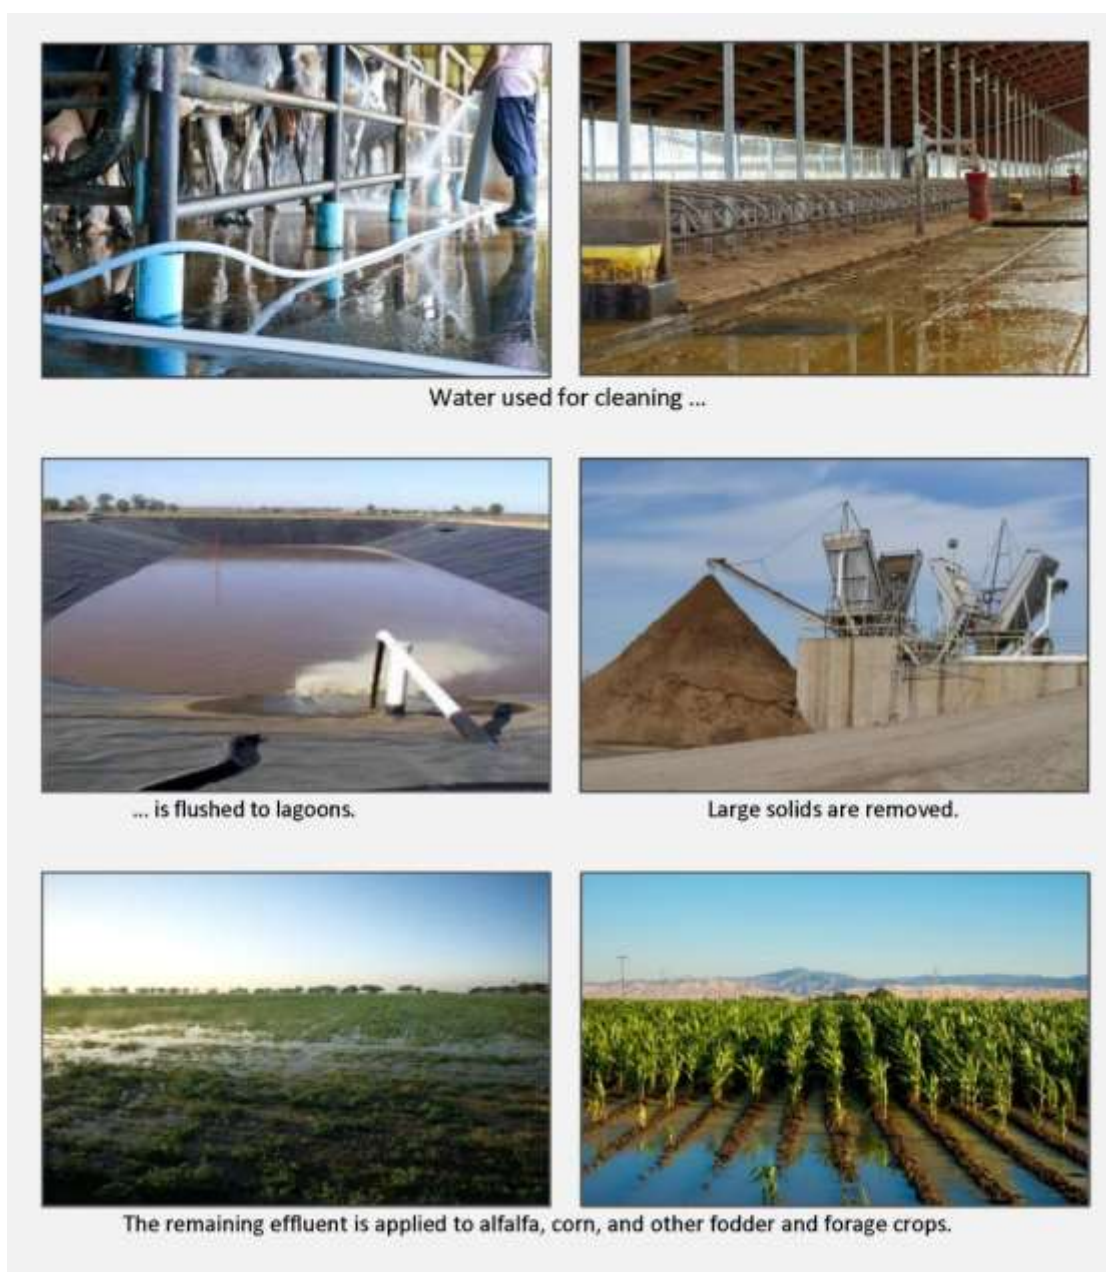 Water used for cleaning ...
... is flushed to lagoons.
Large solids are removed.
The remaining effluent is applied to alfalfa, corn, and other fodder and forage crops.